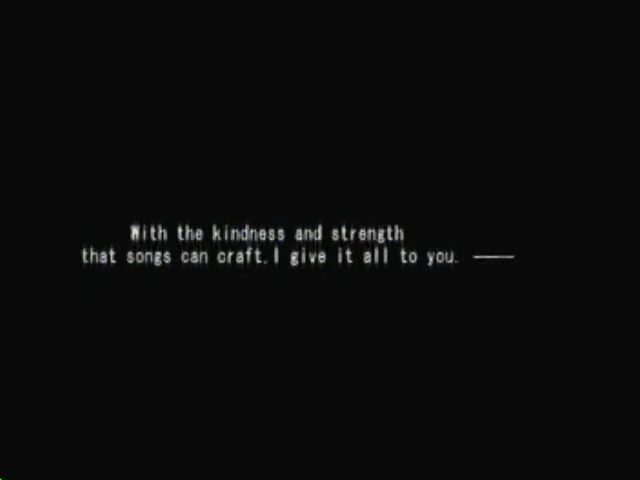 With the kindness and strength
that songs can craft,I give it all to you. ——